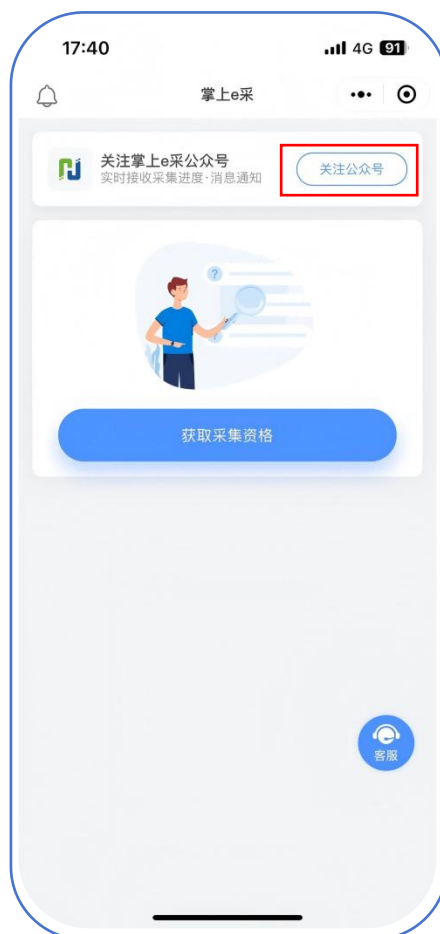 17:40
4G 91
掌上e采
关注掌上e采公众号
实时接收采集进度·消息通知
关注公众号
?
获取采集资格
客服